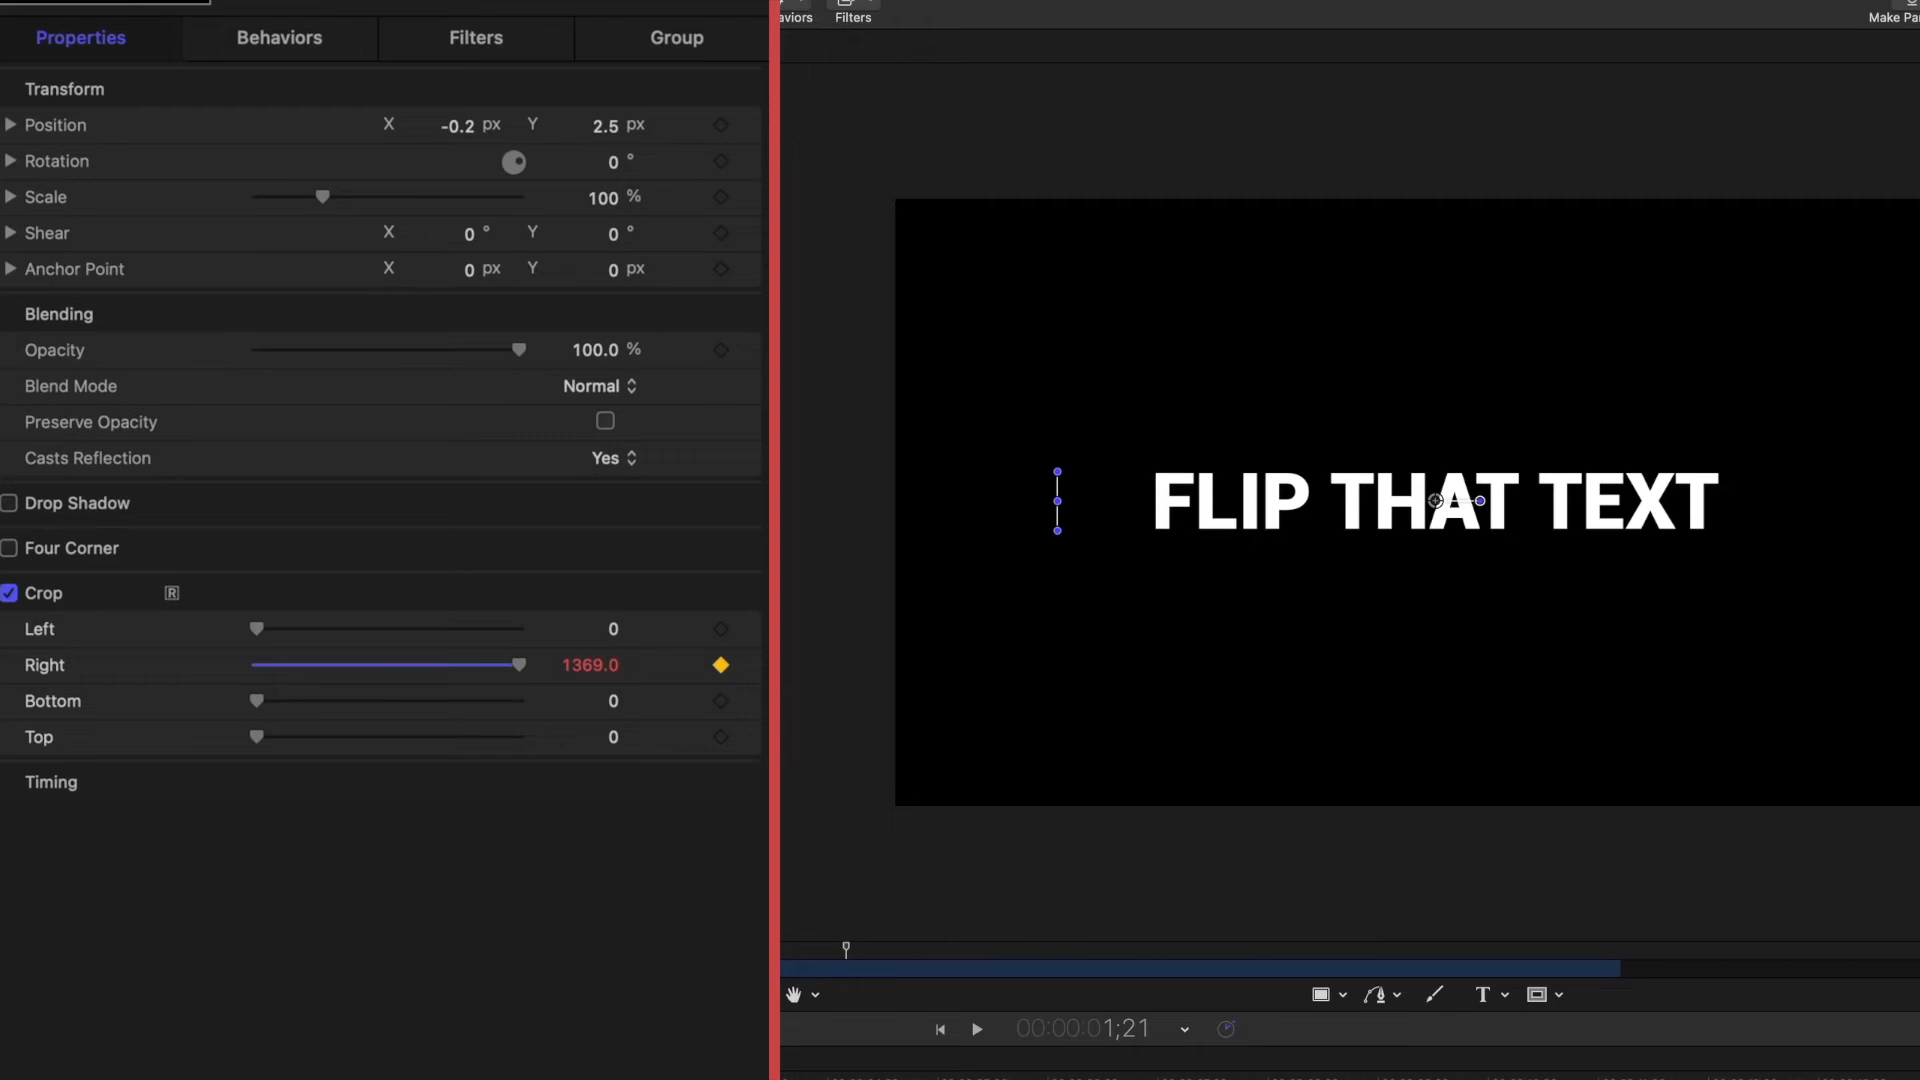 Properties Behaviors Filters Group
Transform
Position X -0.2 px Y 2.5 px
Rotation 0 °
Scale 100 %
Shear X 0 ° Y 0 °
Anchor Point X 0 px Y 0 px
Blending
Opacity 100.0 %
Blend Mode Normal
Preserve Opacity
Casts Reflection Yes
Drop Shadow
Four Corner
Crop R
Left 0
Right 1369.0
Bottom 0
Top 0
Timing
aviors Filters Make Par
FLIP THAT TEXT
T
00:00:01;21